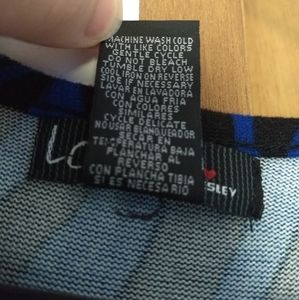 MACHINE WASH COLD
WITH LIKE COLORS
GENTLE CYCLE
DO NOT BLEACH
TUMBLE DRY LOW
COOL IRON ON REVERSE
SIDE IF NECESSARY
LAVAR EN LAVADORA
CON AGUA FRIA
CON COLORES
SIMILARES
CYCLE DELICATE
NO USAR BLANQUEADOR
SECAR EN
TEMPERATURA BAJA
PLANCHAR AL
REVERSO
CON PLANCHA TIBIA
SI ES NECESARIO